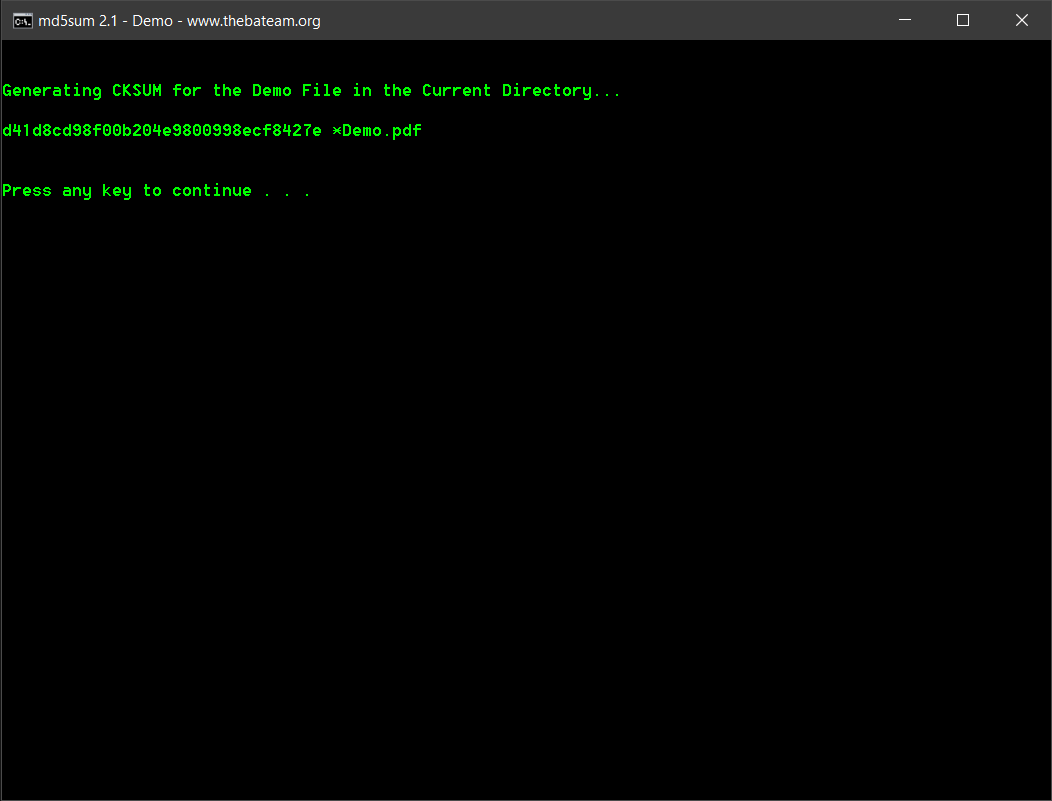 md5sum 2.1 - Demo - www.thebateam.org
Generating CKSUM for the Demo File in the Current Directory...
d41d8cd98f00b204e9800998ecf8427e *Demo.pdf
Press any key to continue . . .